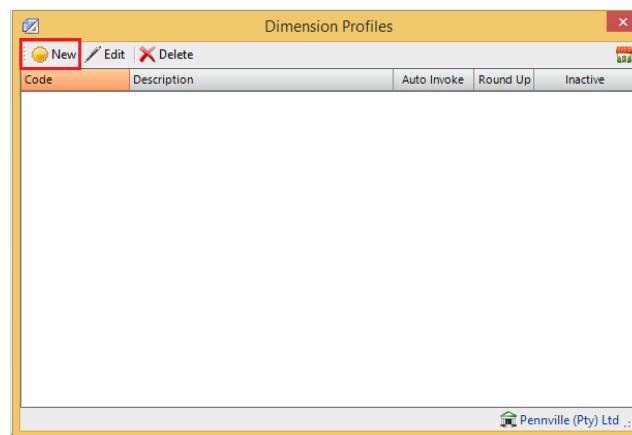 Dimension Profiles
New Edit Delete
Code Description Auto Invoke Round Up Inactive
Pennville (Pty) Ltd